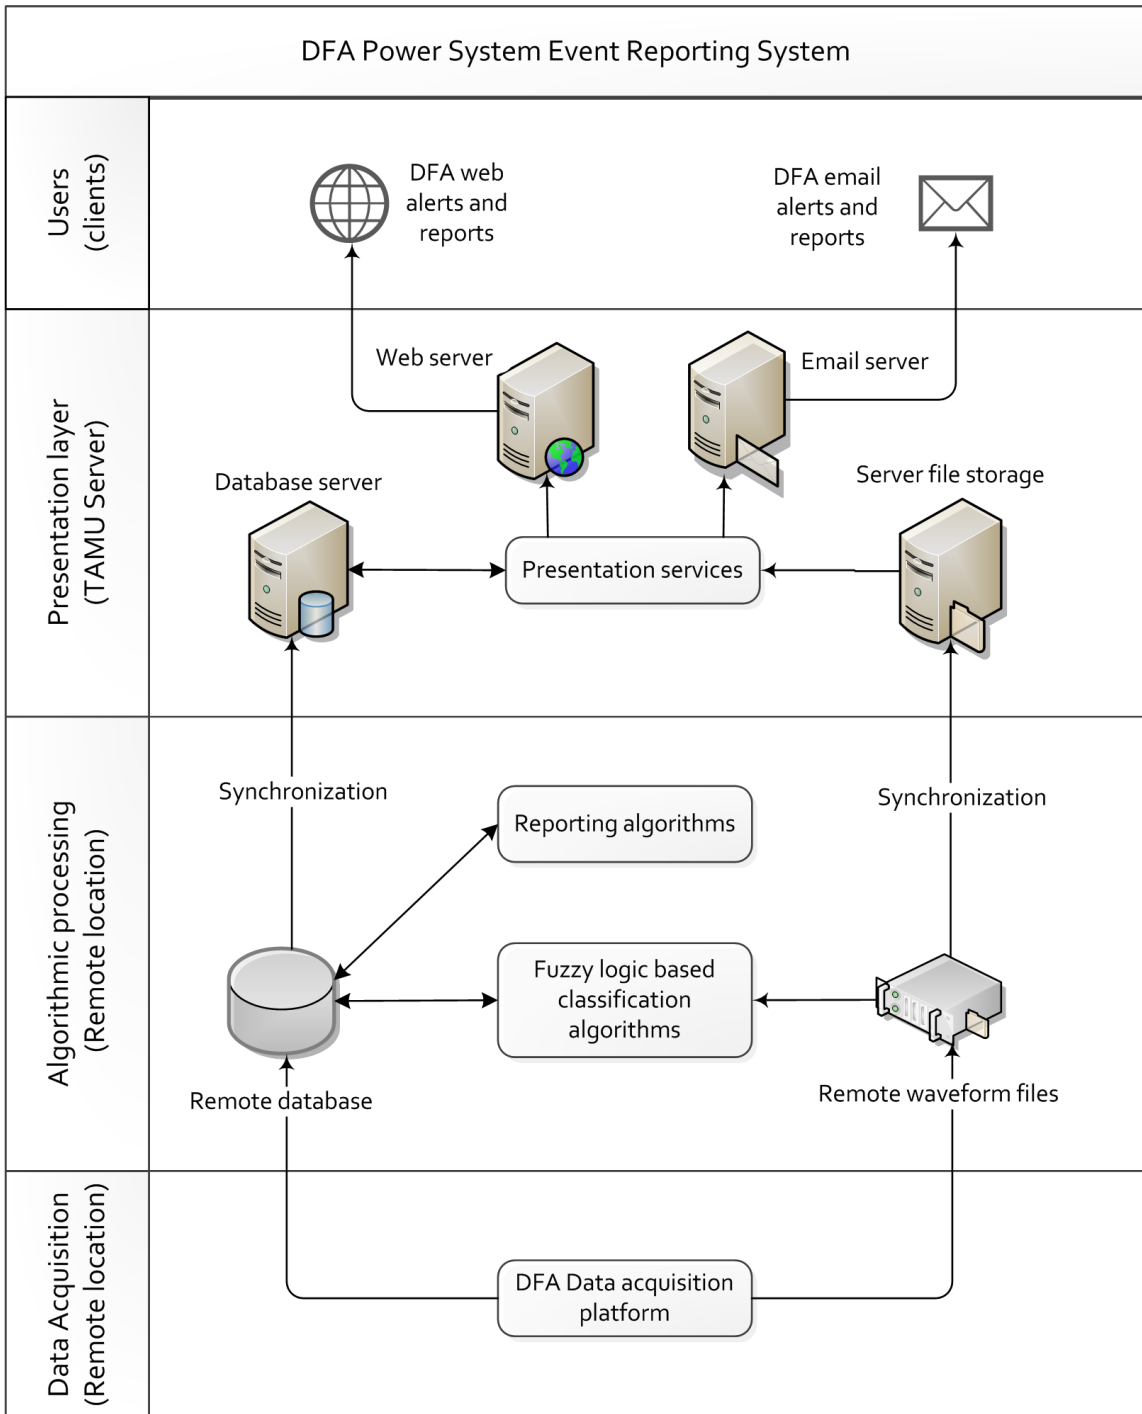 DFA Power System Event Reporting System
Users
(clients)
DFA web
alerts and
reports
DFA email
alerts and
reports
Presentation layer
(TAMU Server)
Web server
Email server
Database server
Server file storage
Presentation services
Algorithmic processing
(Remote location)
Synchronization
Synchronization
Reporting algorithms
Fuzzy logic based
classification
algorithms
Remote database
Remote waveform files
Data Acquisition
(Remote location)
DFA Data acquisition
platform